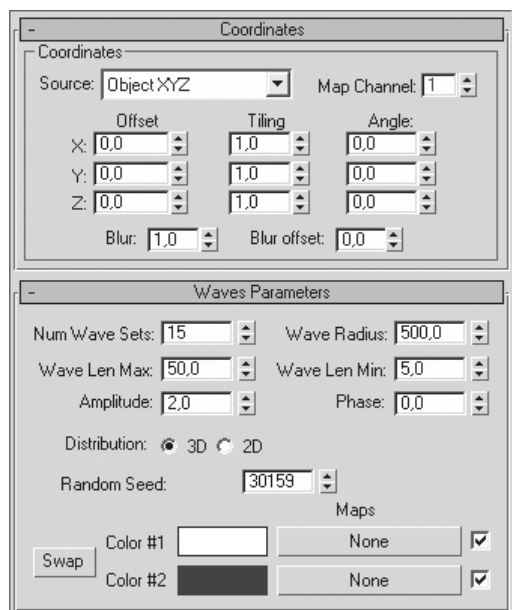 - Coordinates
Coordinates
Source: Object XYZ Map Channel: 1
Offset Tiling Angle:
X: 0,0 1,0 0,0
Y: 0,0 1,0 0,0
Z: 0,0 1,0 0,0
Blur: 1,0 Blur offset: 0,0
- Waves Parameters
Num Wave Sets: 15 Wave Radius: 500,0
Wave Len Max: 50,0 Wave Len Min: 5,0
Amplitude: 2,0 Phase: 0,0
Distribution: 3D 2D
Random Seed: 30159
Maps
Color #1 None
Swap
Color #2 None